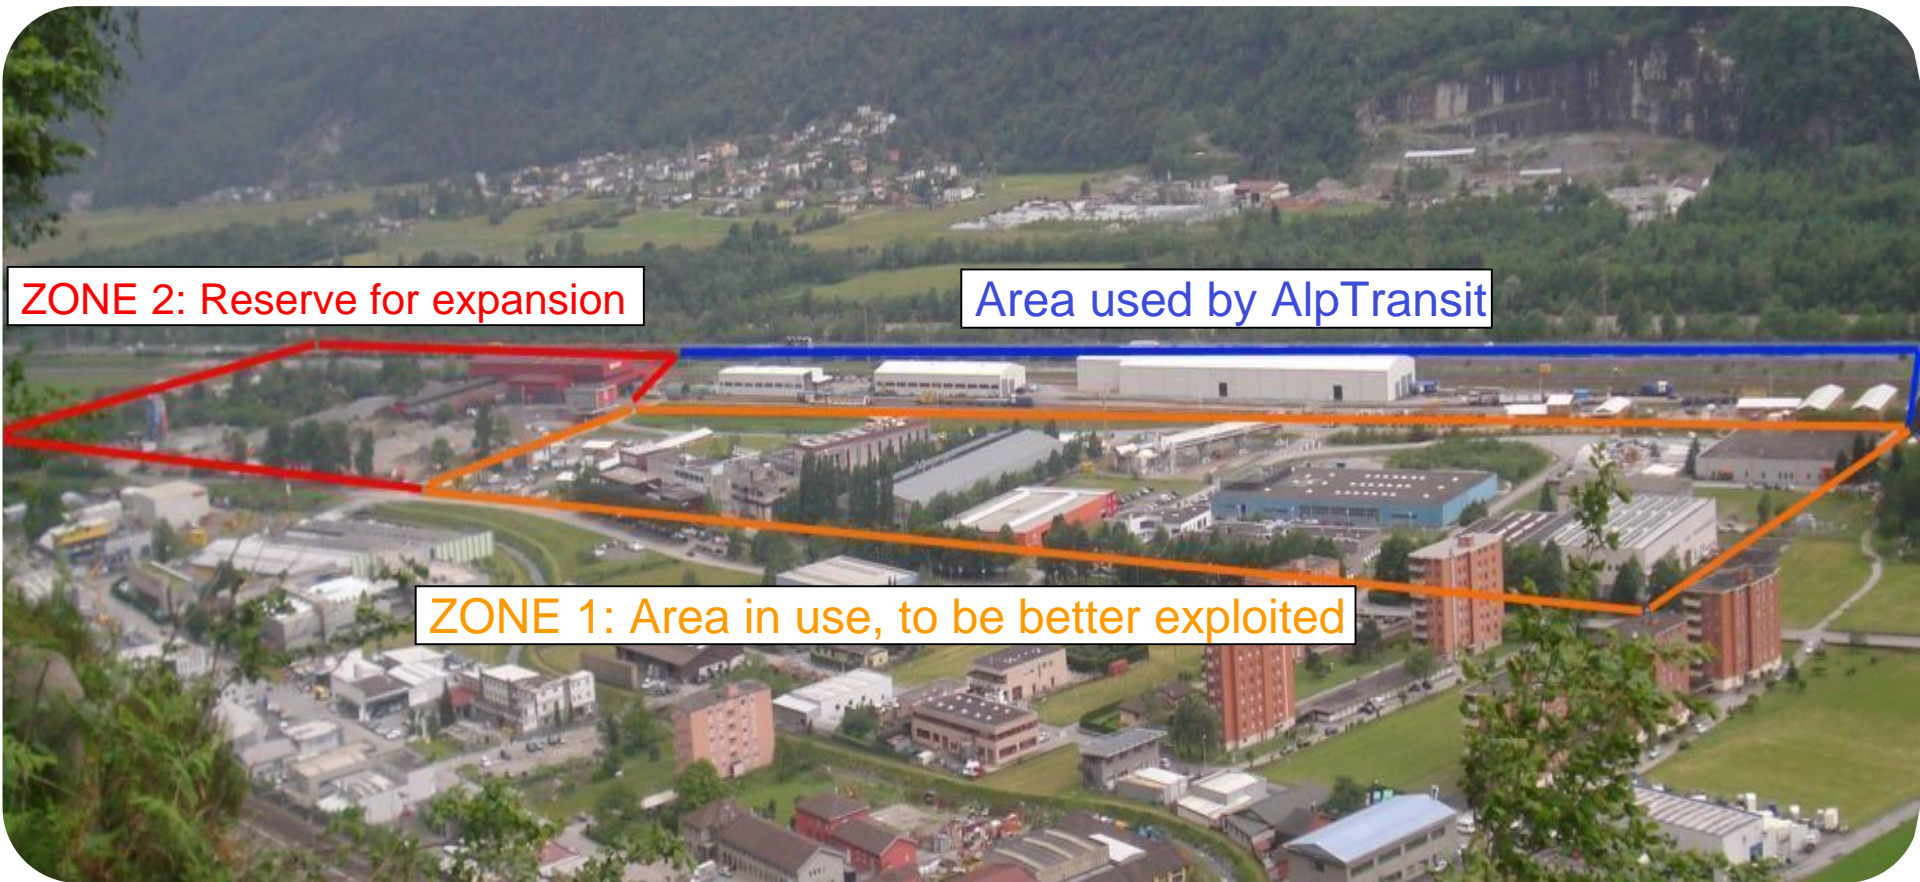 ZONE 2: Reserve for expansion
Area used by AlpTransit
ZONE 1: Area in use, to be better exploited